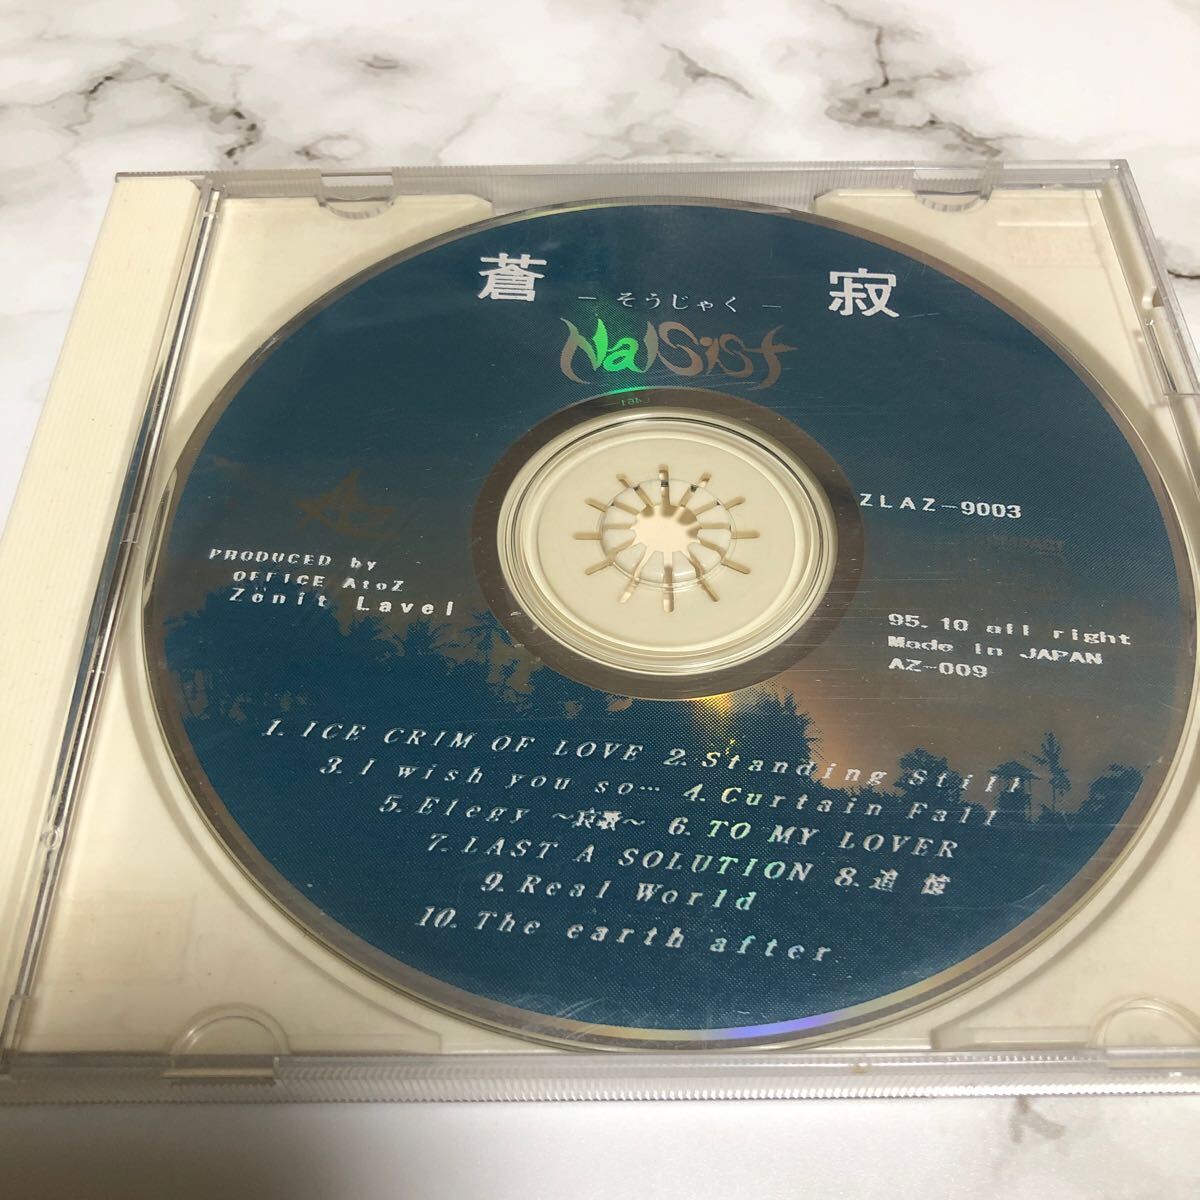 蒼 寂
- そうじゃく -
NalSist
ZLAZ-9003
PRODUCED by
OFFICE AtoZ
Zenit Lavel
95.10 all right
Made in JAPAN
AZ-009
1. ICE CRIM OF LOVE 2. Standing Still
3. I wish you so… 4. Curtain Fall
5. Elegy ～哀歌～ 6. TO MY LOVER
7. LAST A SOLUTION 8. 追憶
9. Real World
10. The earth after